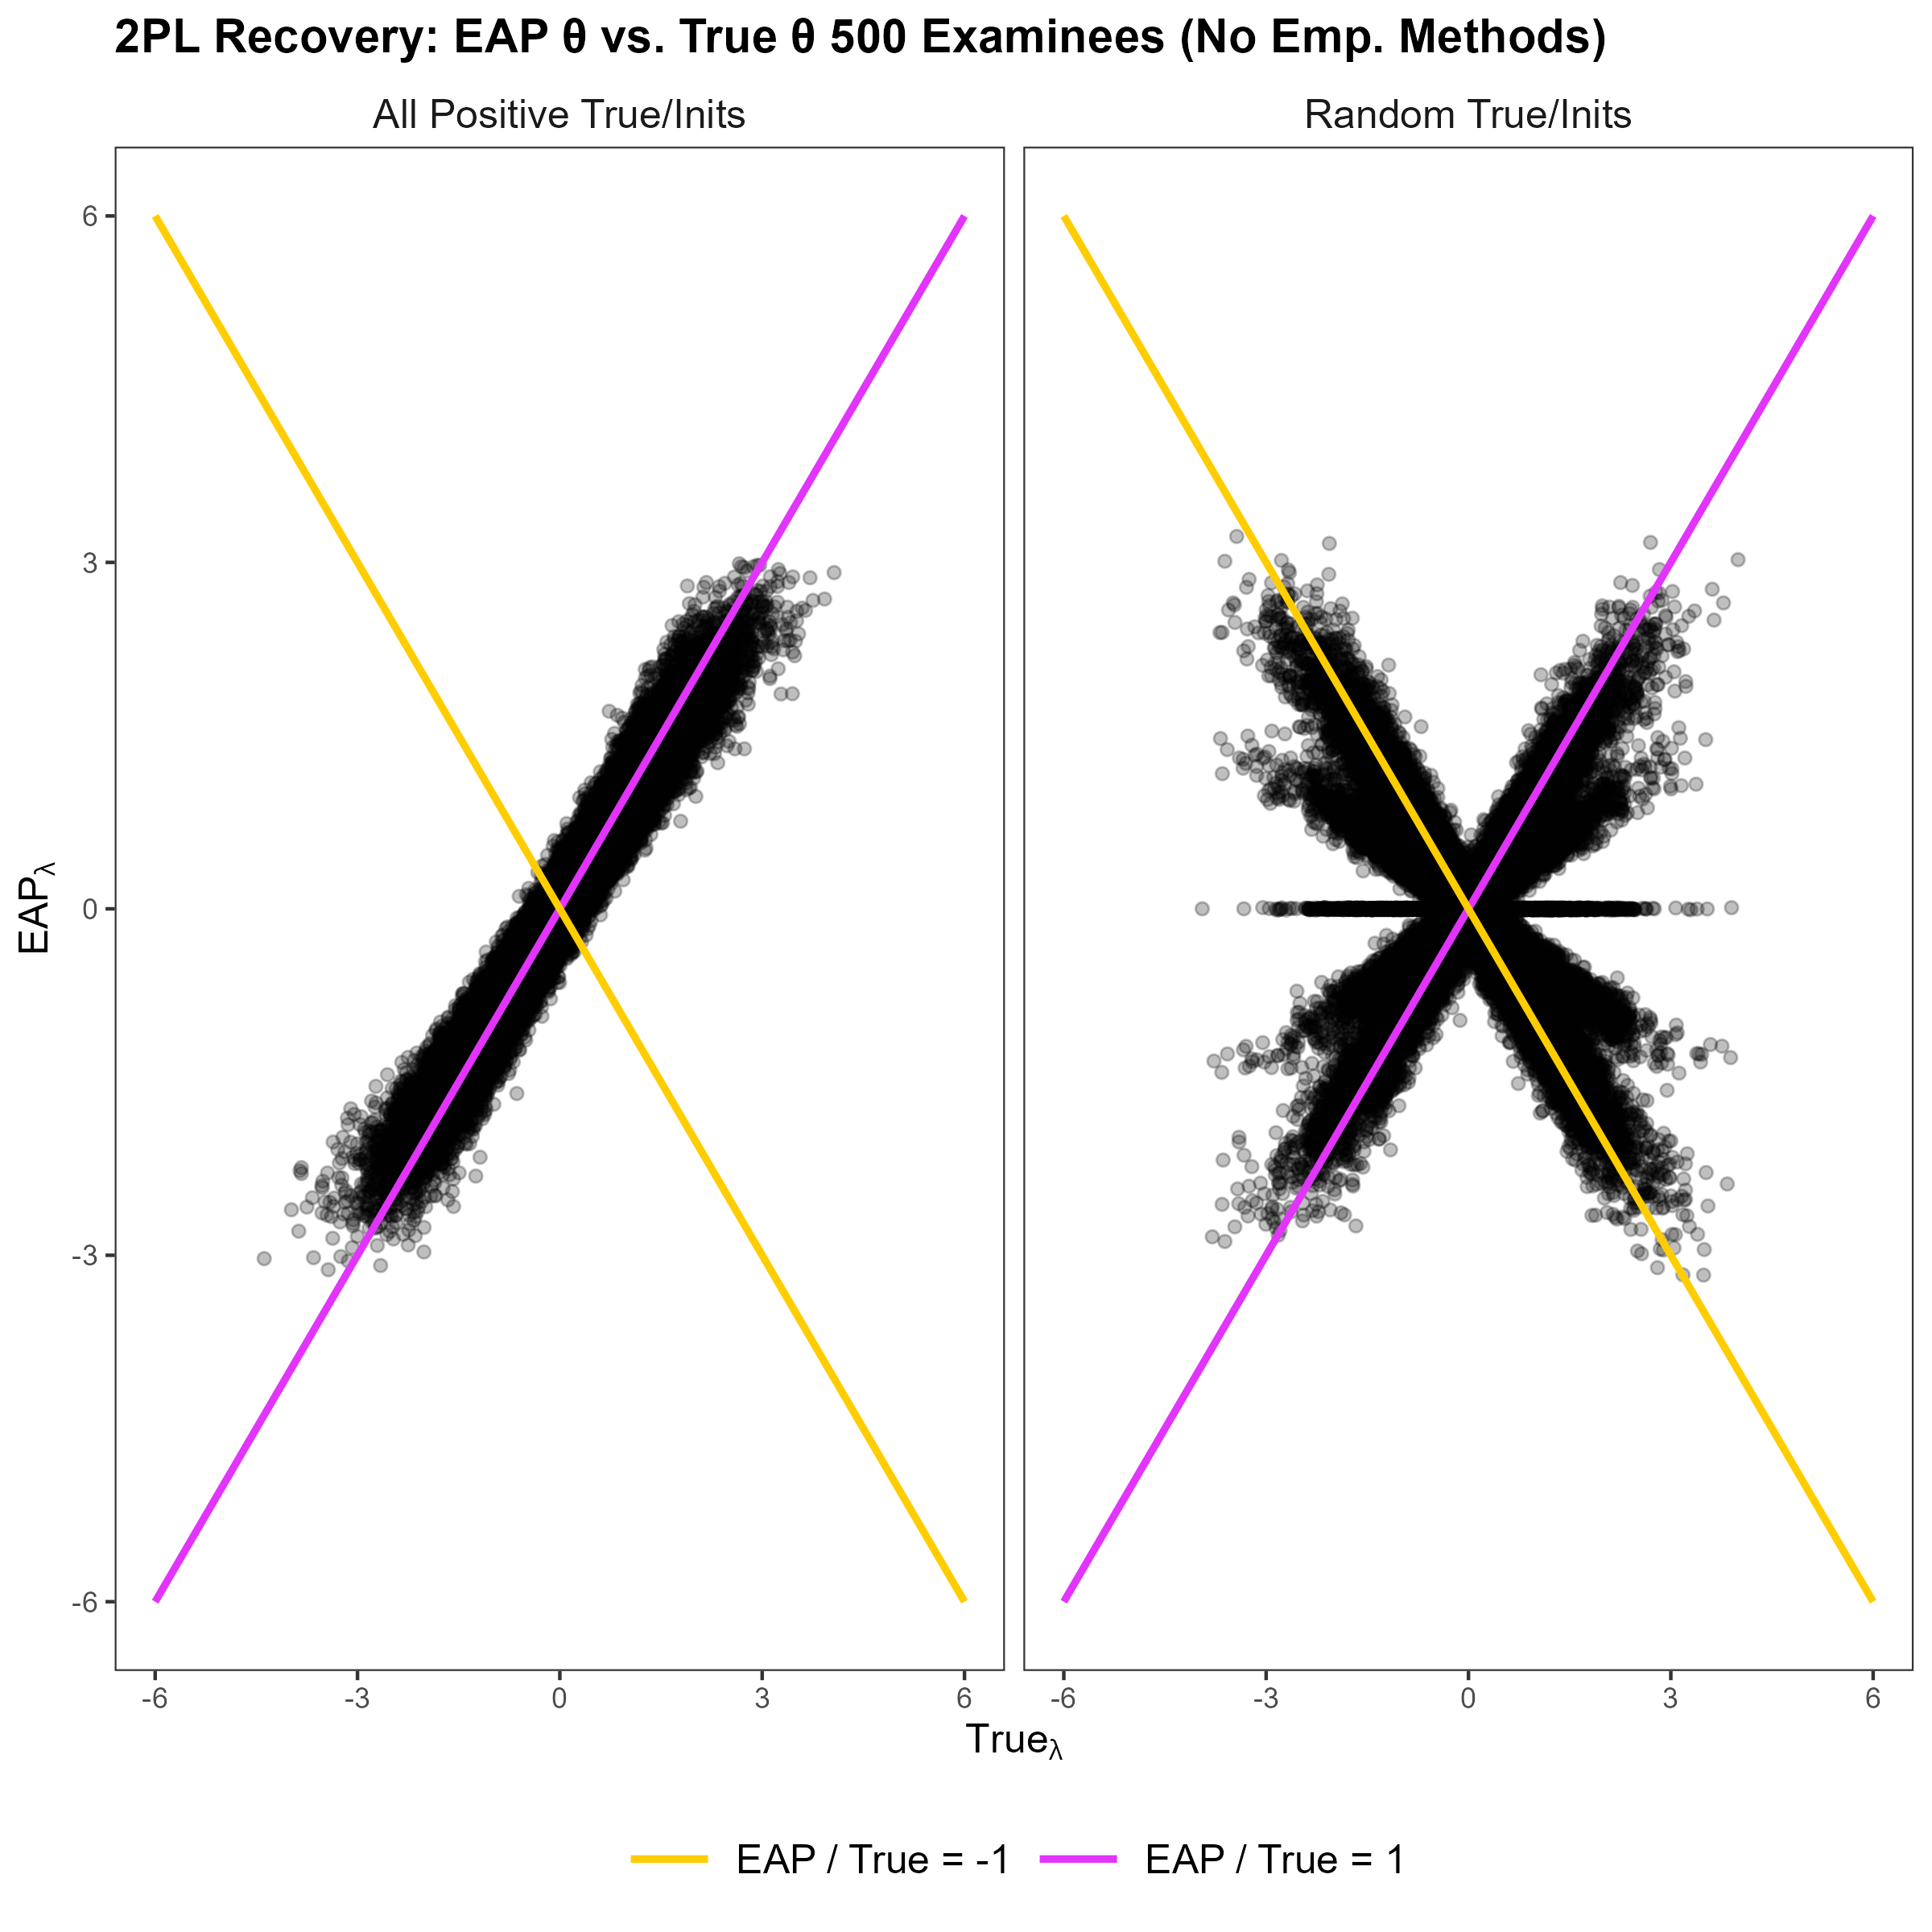 2PL Recovery: EAP θ vs. True θ 500 Examinees (No Emp. Methods)
All Positive True/Inits
Random True/Inits
6
3
0
-3
-6
EAPλ
-6 -3 0 3 6
-6 -3 0 3 6
Trueλ
EAP / True = -1
EAP / True = 1